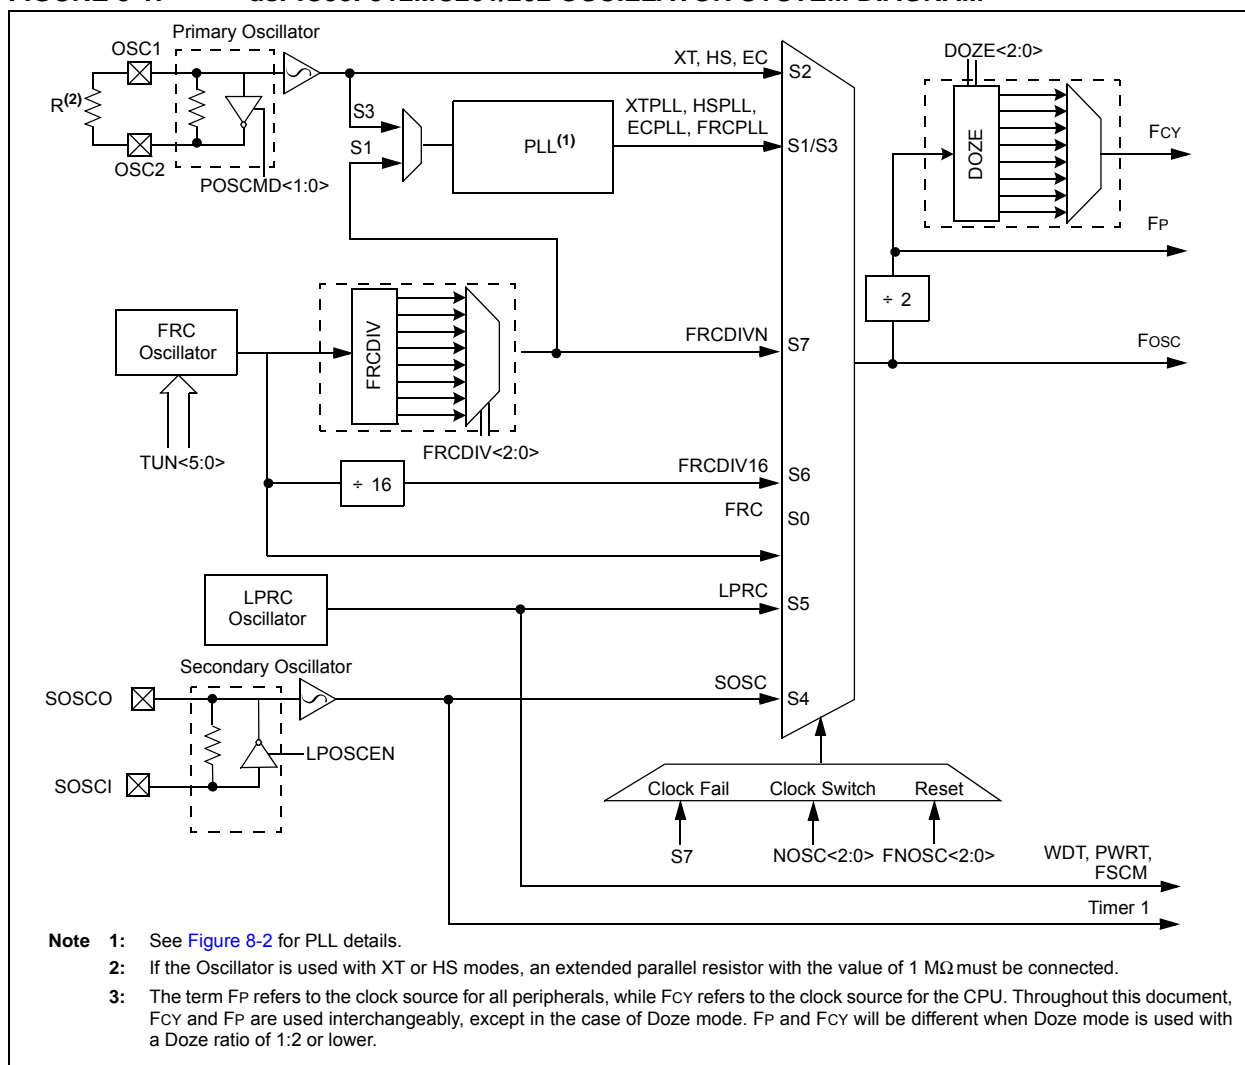 Primary Oscillator
OSC1
R(2)
OSC2
POSCMD<1:0>
S3
S1
PLL(1)
XT, HS, EC
S2
XTPLL, HSPLL,
ECPLL, FRCPLL
S1/S3
DOZE<2:0>
DOZE
FCY
FP
÷ 2
FOSC
FRC
Oscillator
TUN<5:0>
FRCDIV
FRCDIV<2:0>
FRCDIVN
S7
÷ 16
FRCDIV16
S6
FRC
S0
LPRC
Oscillator
LPRC
S5
Secondary Oscillator
SOSCO
SOSCI
LPOSCEN
SOSC
S4
Clock Fail
Clock Switch
Reset
S7
NOSC<2:0>
FNOSC<2:0>
WDT, PWRT,
FSCM
Timer 1
Note 1: See Figure 8-2 for PLL details.
2: If the Oscillator is used with XT or HS modes, an extended parallel resistor with the value of 1 MΩ must be connected.
3: The term FP refers to the clock source for all peripherals, while FCY refers to the clock source for the CPU. Throughout this document,
FCY and FP are used interchangeably, except in the case of Doze mode. FP and FCY will be different when Doze mode is used with
a Doze ratio of 1:2 or lower.